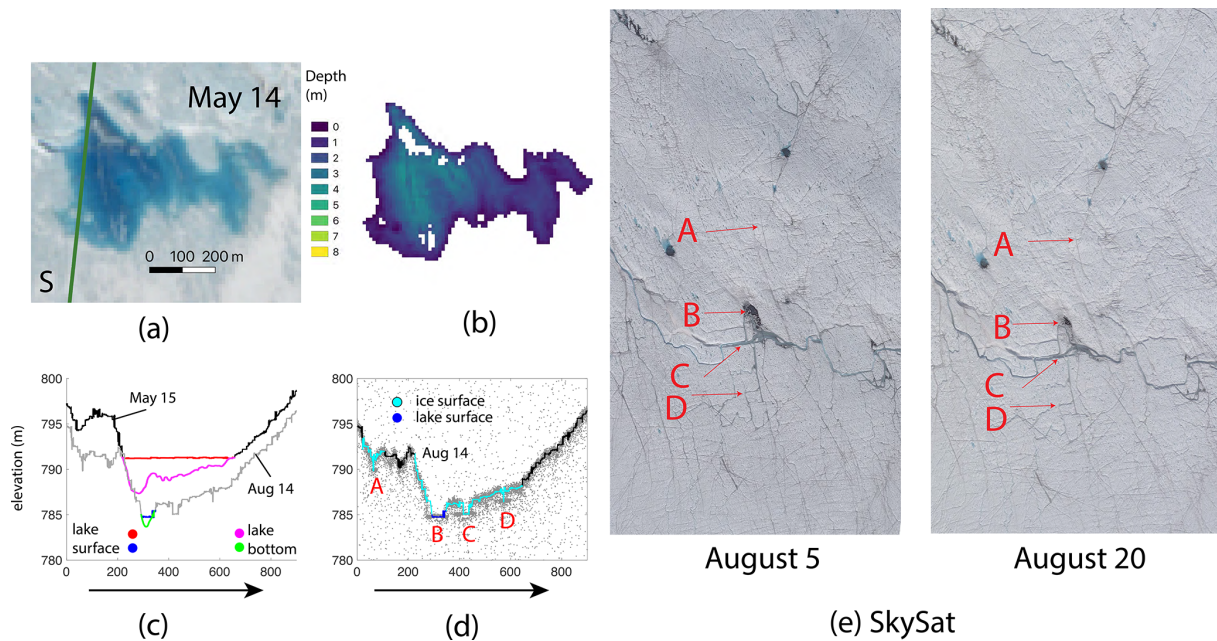 May 14
S
0 100 200 m
(a)
Depth
(m)
0
1
2
3
4
5
6
7
8
(b)
elevation (m)
800
795
790
785
780
May 15
Aug 14
lake
surface
lake
bottom
0 200 400 600 800
(c)
800
795
790
785
780
ice surface
lake surface
Aug 14
A
B
C
D
0 200 400 600 800
(d)
A
B
C
D
August 5
A
B
C
D
August 20
(e) SkySat